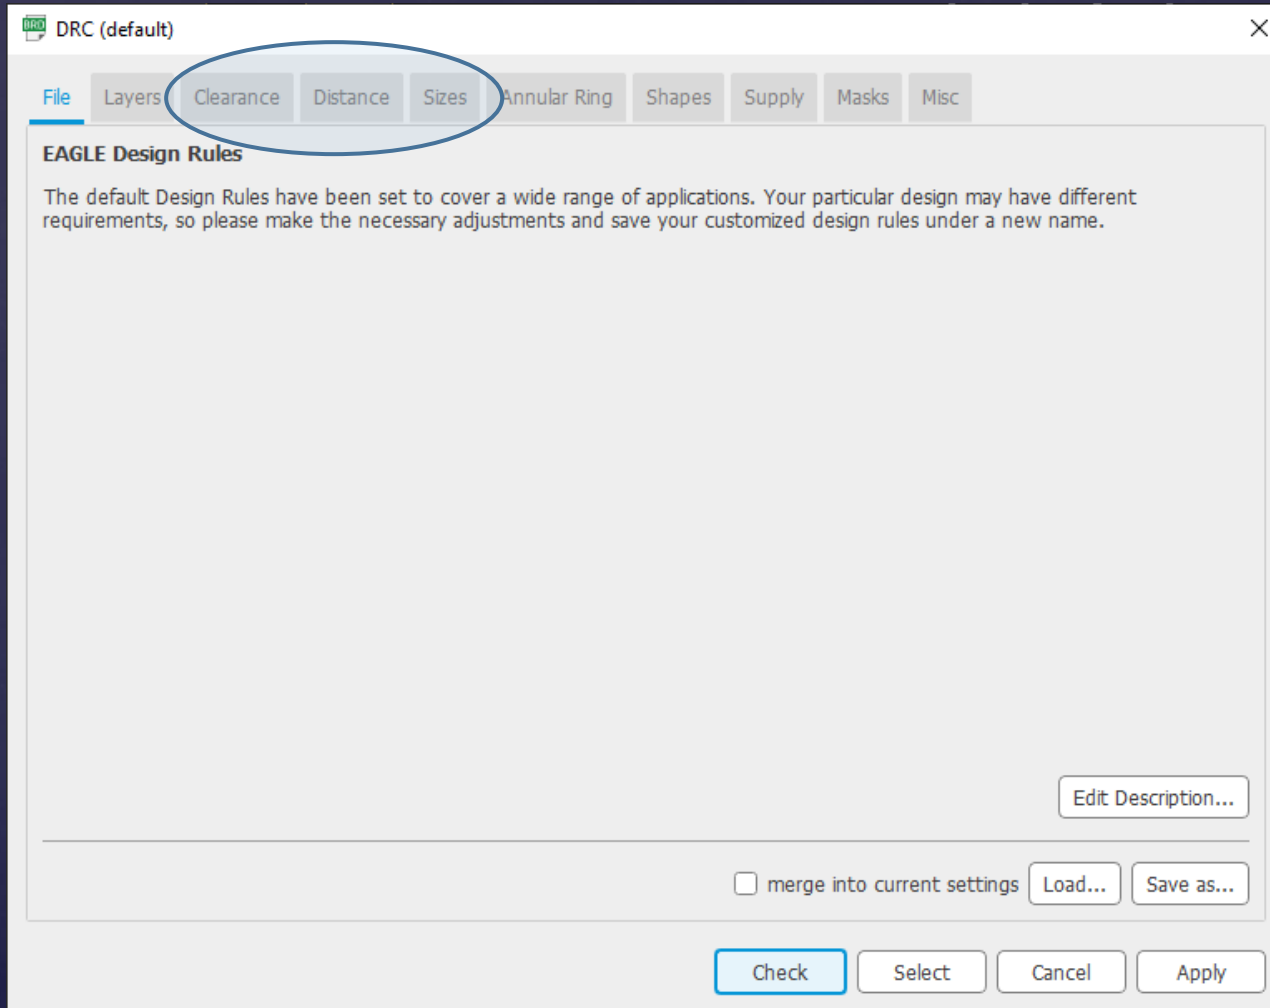 BRD
DRC (default)
File Layers Clearance Distance Sizes Annular Ring Shapes Supply Masks Misc
EAGLE Design Rules
The default Design Rules have been set to cover a wide range of applications. Your particular design may have different
requirements, so please make the necessary adjustments and save your customized design rules under a new name.
Edit Description...
merge into current settings Load... Save as...
Check Select Cancel Apply